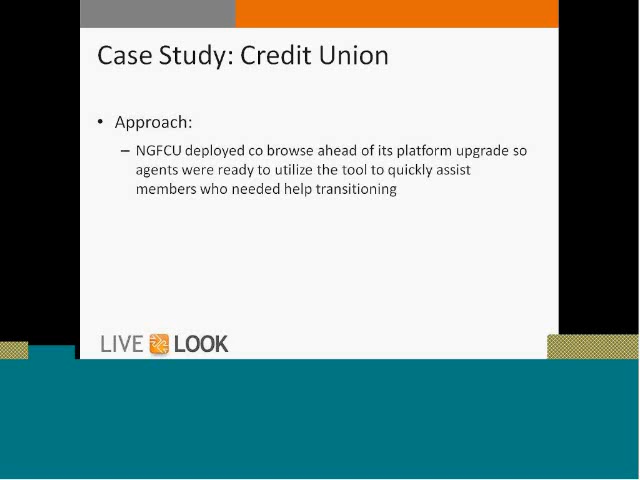 Case Study: Credit Union
• Approach:
– NGFCU deployed co browse ahead of its platform upgrade so
agents were ready to utilize the tool to quickly assist
members who needed help transitioning
LIVE LOOK